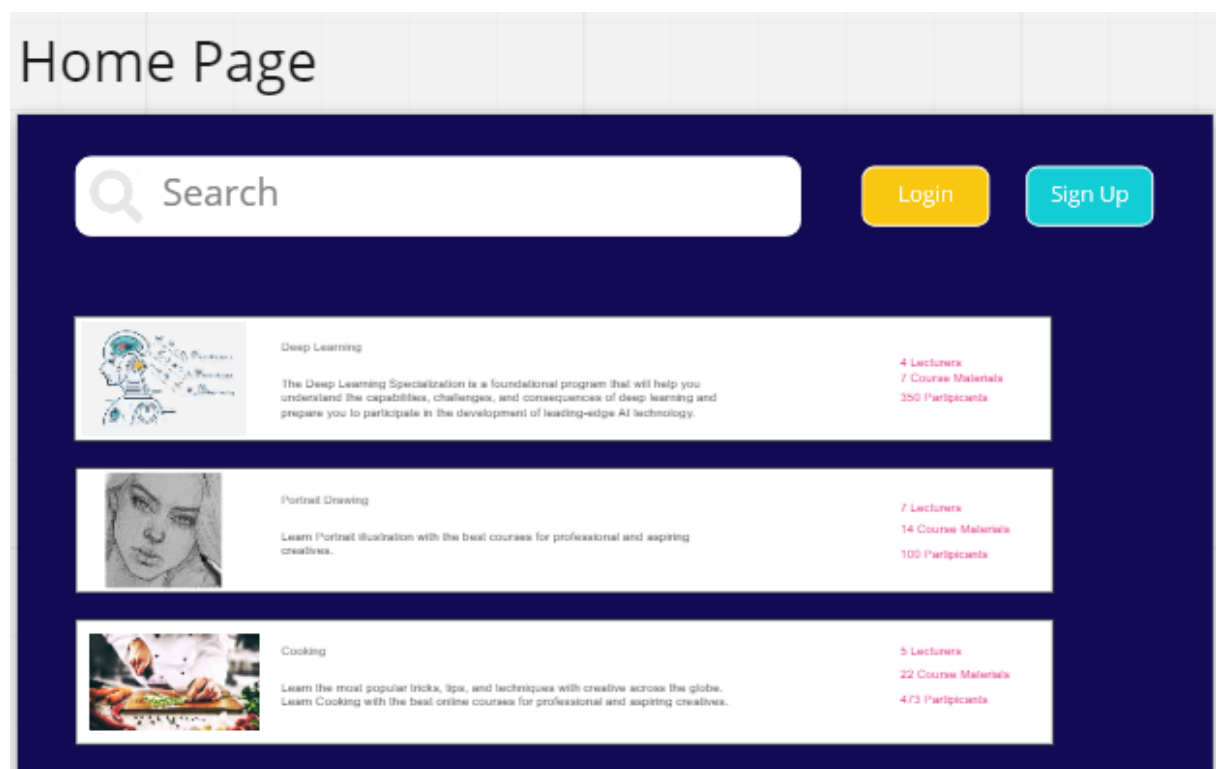 Home Page
Search
Login
Sign Up
Deep Learning
The Deep Learning Specialization is a foundational program that will help you
understand the capabilities, challenges, and consequences of deep learning and
prepare you to participate in the development of leading-edge AI technology.
4 Lecturers
7 Course Materials
350 Partipicants
Portrait Drawing
Learn Portrait illustration with the best courses for professional and aspiring
creatives.
7 Lecturers
14 Course Materials
100 Partipicants
Cooking
Learn the most popular tricks, tips, and techniques with creative across the globe.
Learn Cooking with the best online courses for professional and aspiring creatives.
5 Lecturers
22 Course Materials
473 Partipicants